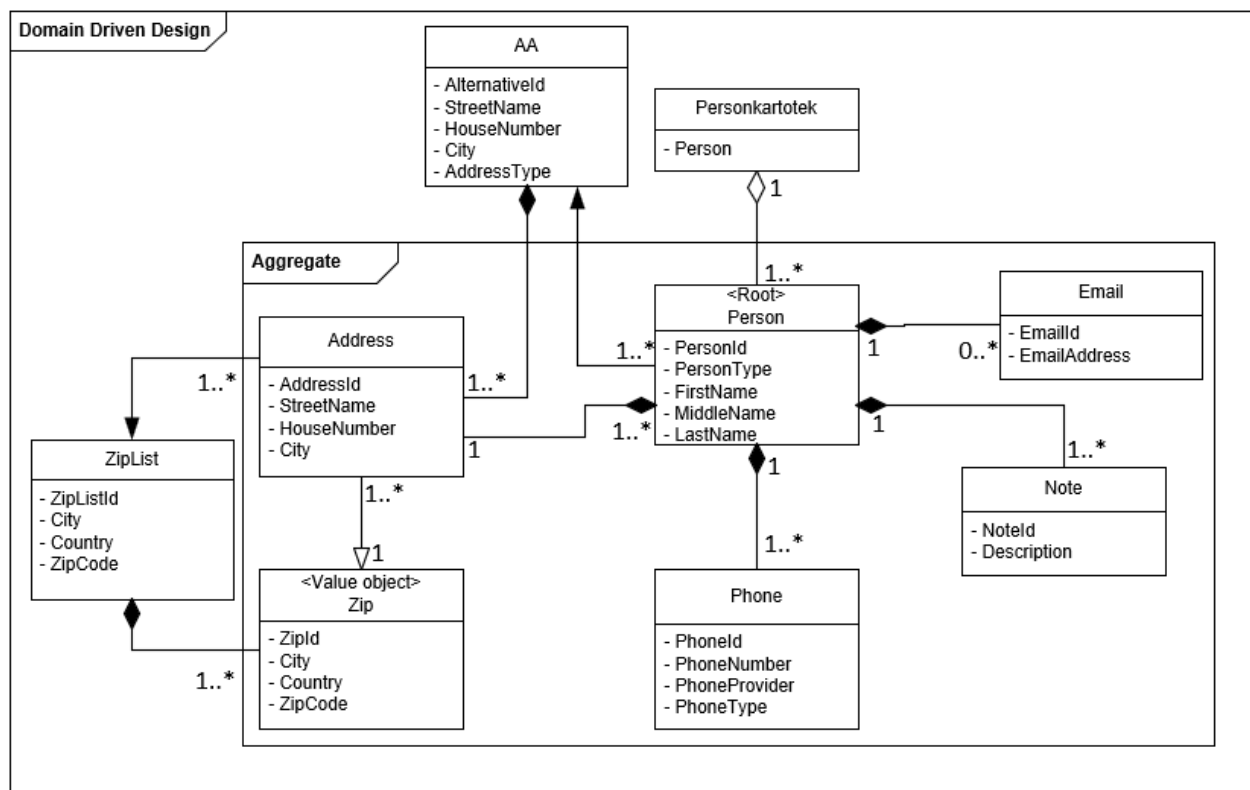 Domain Driven Design
AA
- AlternativeId
- StreetName
- HouseNumber
- City
- AddressType
Personkartotek
- Person
1
1..*
Aggregate
<Root>
Person
- PersonId
- PersonType
- FirstName
- MiddleName
- LastName
1..*
1..*
1
0..*
1
1..*
1
1..*
Email
- EmailId
- EmailAddress
Address
- AddressId
- StreetName
- HouseNumber
- City
1..*
1..*
1
1..*
1
ZipList
- ZipListId
- City
- Country
- ZipCode
1..*
<Value object>
Zip
- ZipId
- City
- Country
- ZipCode
Phone
- PhoneId
- PhoneNumber
- PhoneProvider
- PhoneType
Note
- NoteId
- Description